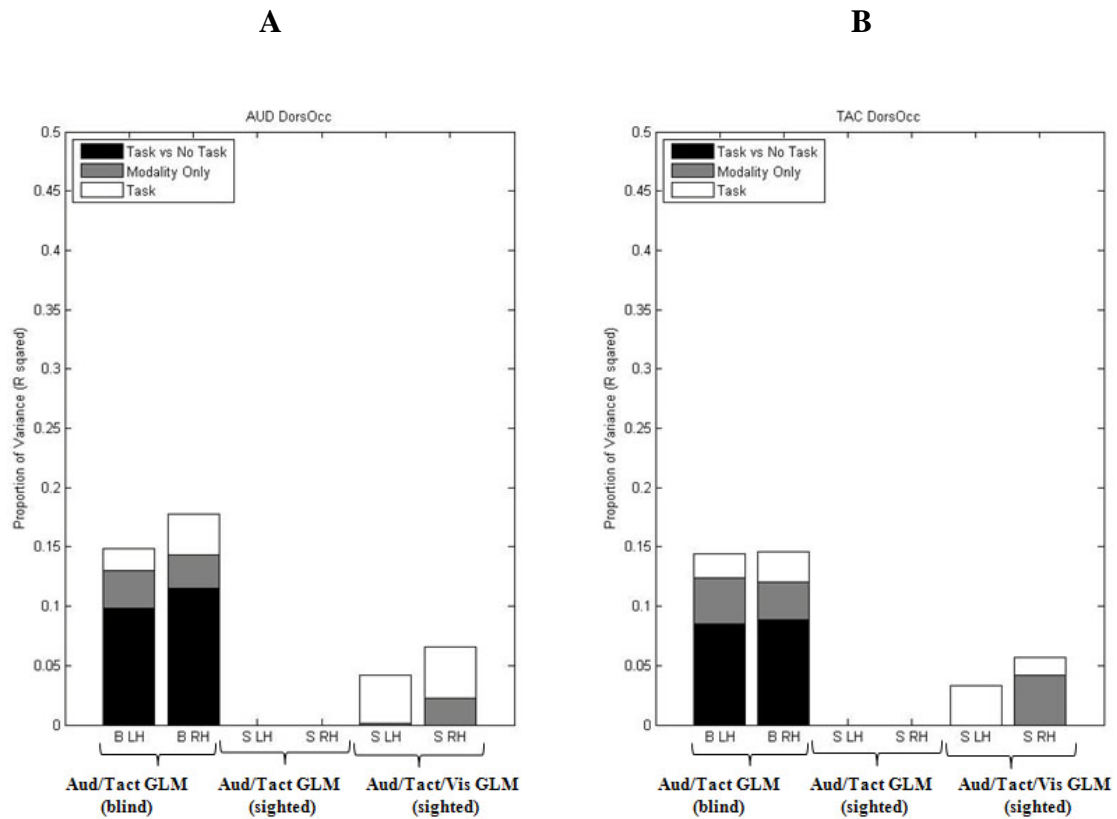 A
B
AUD DorsOcc
Task vs No Task
Modality Only
Task
Proportion of Variance (R sqared)
0.5
0.45
0.4
0.35
0.3
0.25
0.2
0.15
0.1
0.05
0
B LH B RH S LH S RH S LH S RH
Aud/Tact GLM Aud/Tact GLM Aud/Tact/Vis GLM
(blind) (sighted) (sighted)
TAC DorsOcc
Task vs No Task
Modality Only
Task
Proportion of Variance (R sqared)
0.5
0.45
0.4
0.35
0.3
0.25
0.2
0.15
0.1
0.05
0
B LH B RH S LH S RH S LH S RH
Aud/Tact GLM Aud/Tact GLM Aud/Tact/Vis GLM
(blind) (sighted) (sighted)